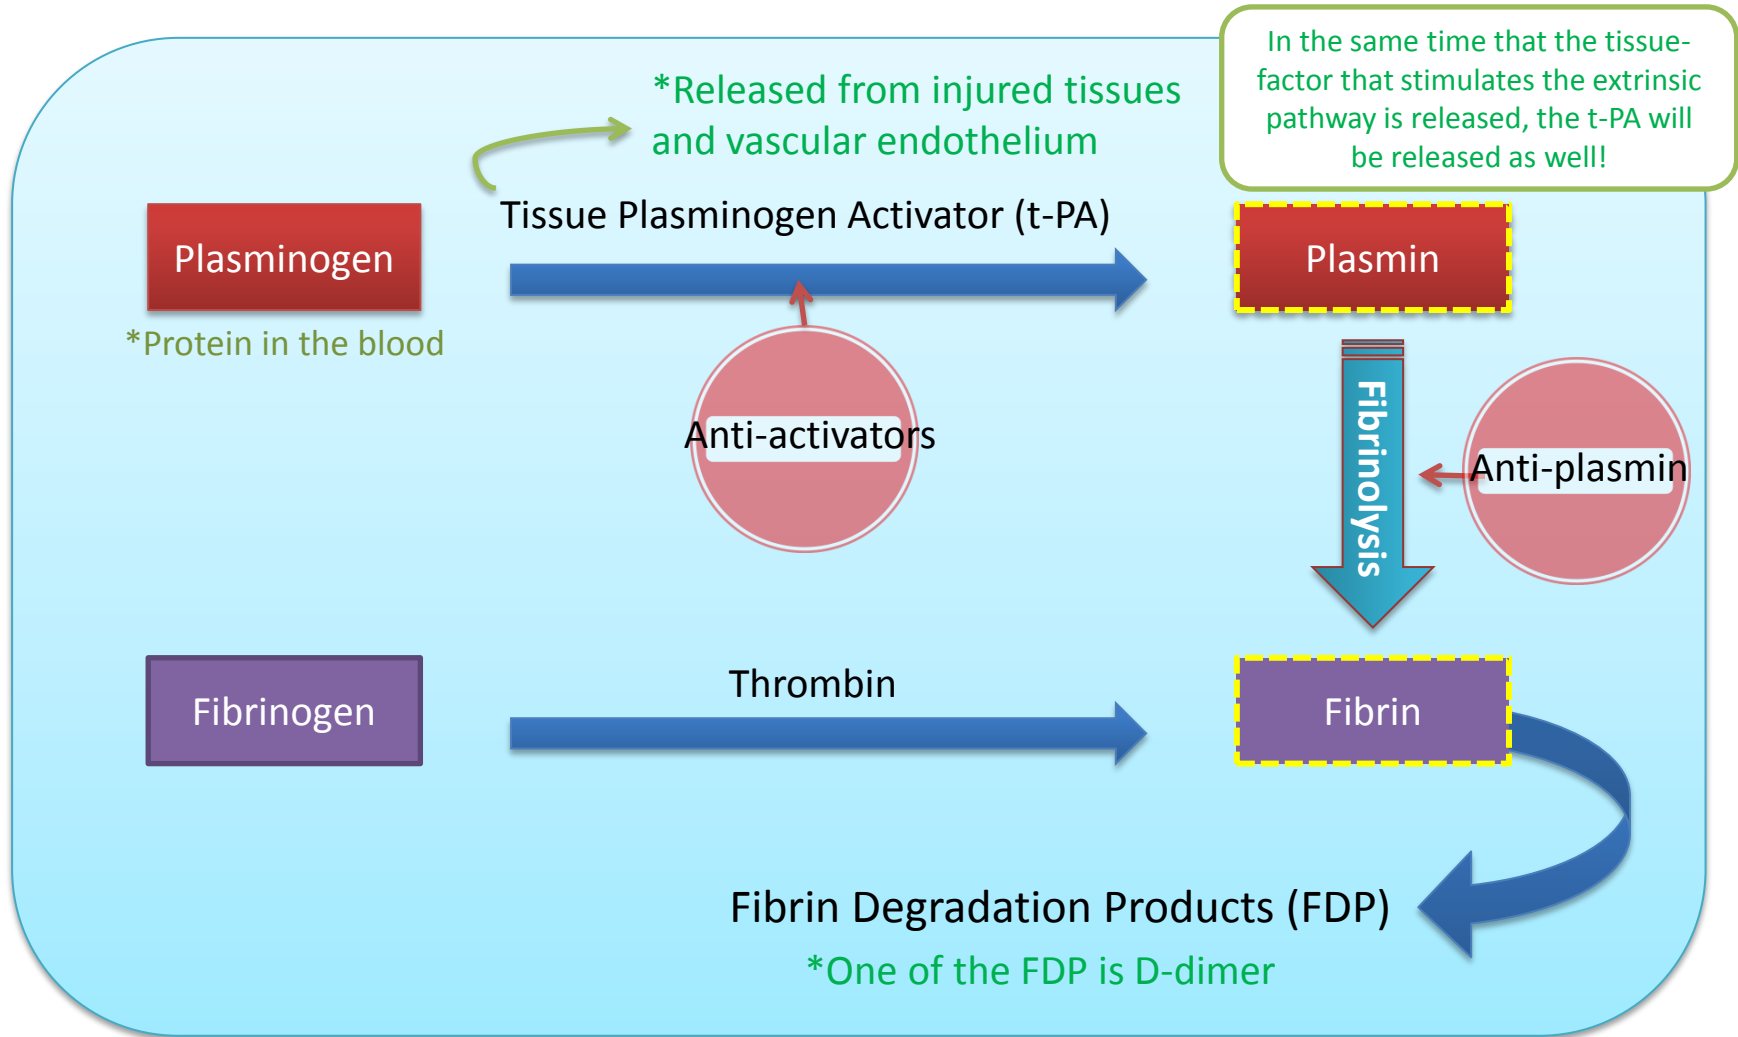 In the same time that the tissue-
factor that stimulates the extrinsic
pathway is released, the t-PA will
be released as well!
*Released from injured tissues
and vascular endothelium
Tissue Plasminogen Activator (t-PA)
Plasminogen
Plasmin
*Protein in the blood
Anti-activators
Fibrinolysis
Anti-plasmin
Thrombin
Fibrinogen
Fibrin
Fibrin Degradation Products (FDP)
*One of the FDP is D-dimer